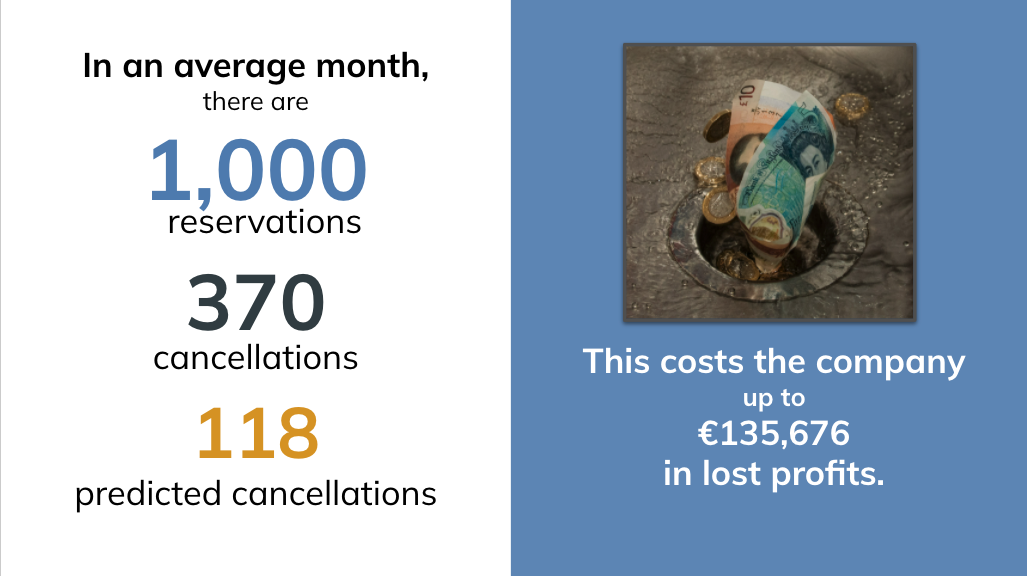 In an average month,
there are
1,000
reservations
370
cancellations
118
predicted cancellations
£10
This costs the company
up to
€135,676
in lost profits.